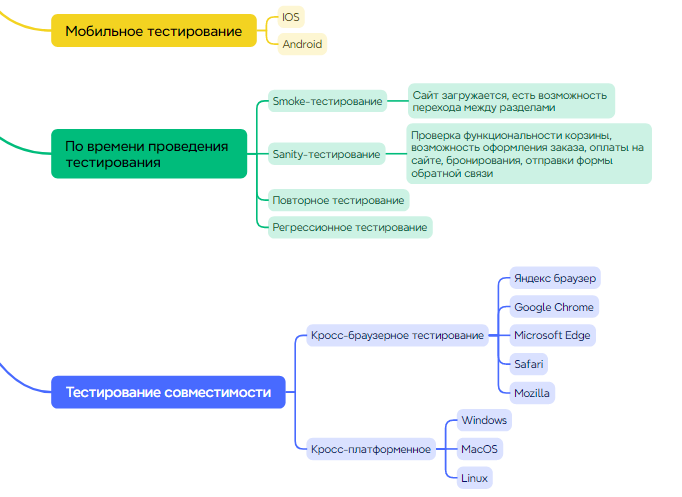 Мобильное тестирование
IOS
Android
По времени проведения
тестирования
Smoke-тестирование
Сайт загружается, есть возможность
перехода между разделами
Sanity-тестирование
Проверка функциональности корзины,
возможность оформления заказа, оплаты на
сайте, бронирования, отправки формы
обратной связи
Повторное тестирование
Регрессионное тестирование
Тестирование совместимости
Кросс-браузерное тестирование
Яндекс браузер
Google Chrome
Microsoft Edge
Safari
Mozilla
Кросс-платформенное
Windows
MacOS
Linux